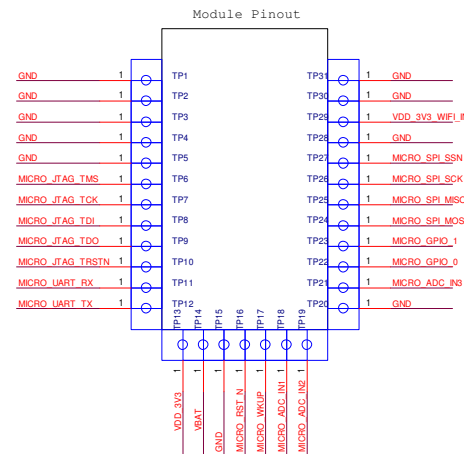 Module Pinout
GND 1 TP1 TP31 1 GND
GND 1 TP2 TP30 1 GND
GND 1 TP3 TP29 1 VDD_3V3_WIFI_IN
GND 1 TP4 TP28 1 GND
GND 1 TP5 TP27 1 MICRO_SPI_SSN
MICRO_JTAG_TMS 1 TP6 TP26 1 MICRO_SPI_SCK
MICRO_JTAG_TCK 1 TP7 TP25 1 MICRO_SPI_MISO
MICRO_JTAG_TDI 1 TP8 TP24 1 MICRO_SPI_MOS
MICRO_JTAG_TDO 1 TP9 TP23 1 MICRO_GPIO_1
MICRO_JTAG_TRSTN 1 TP10 TP22 1 MICRO_GPIO_0
MICRO_UART_RX 1 TP11 TP21 1 MICRO_ADC_IN3
MICRO_UART_TX 1 TP12 TP20 1 GND
TP13 1 VDD_3V3
TP14 1 VBAT
TP15 1 GND
TP16 1 MICRO_RST_N
TP17 1 MICRO_WKUP
TP18 1 MICRO_ADC_IN1
TP19 1 MICRO_ADC_IN2